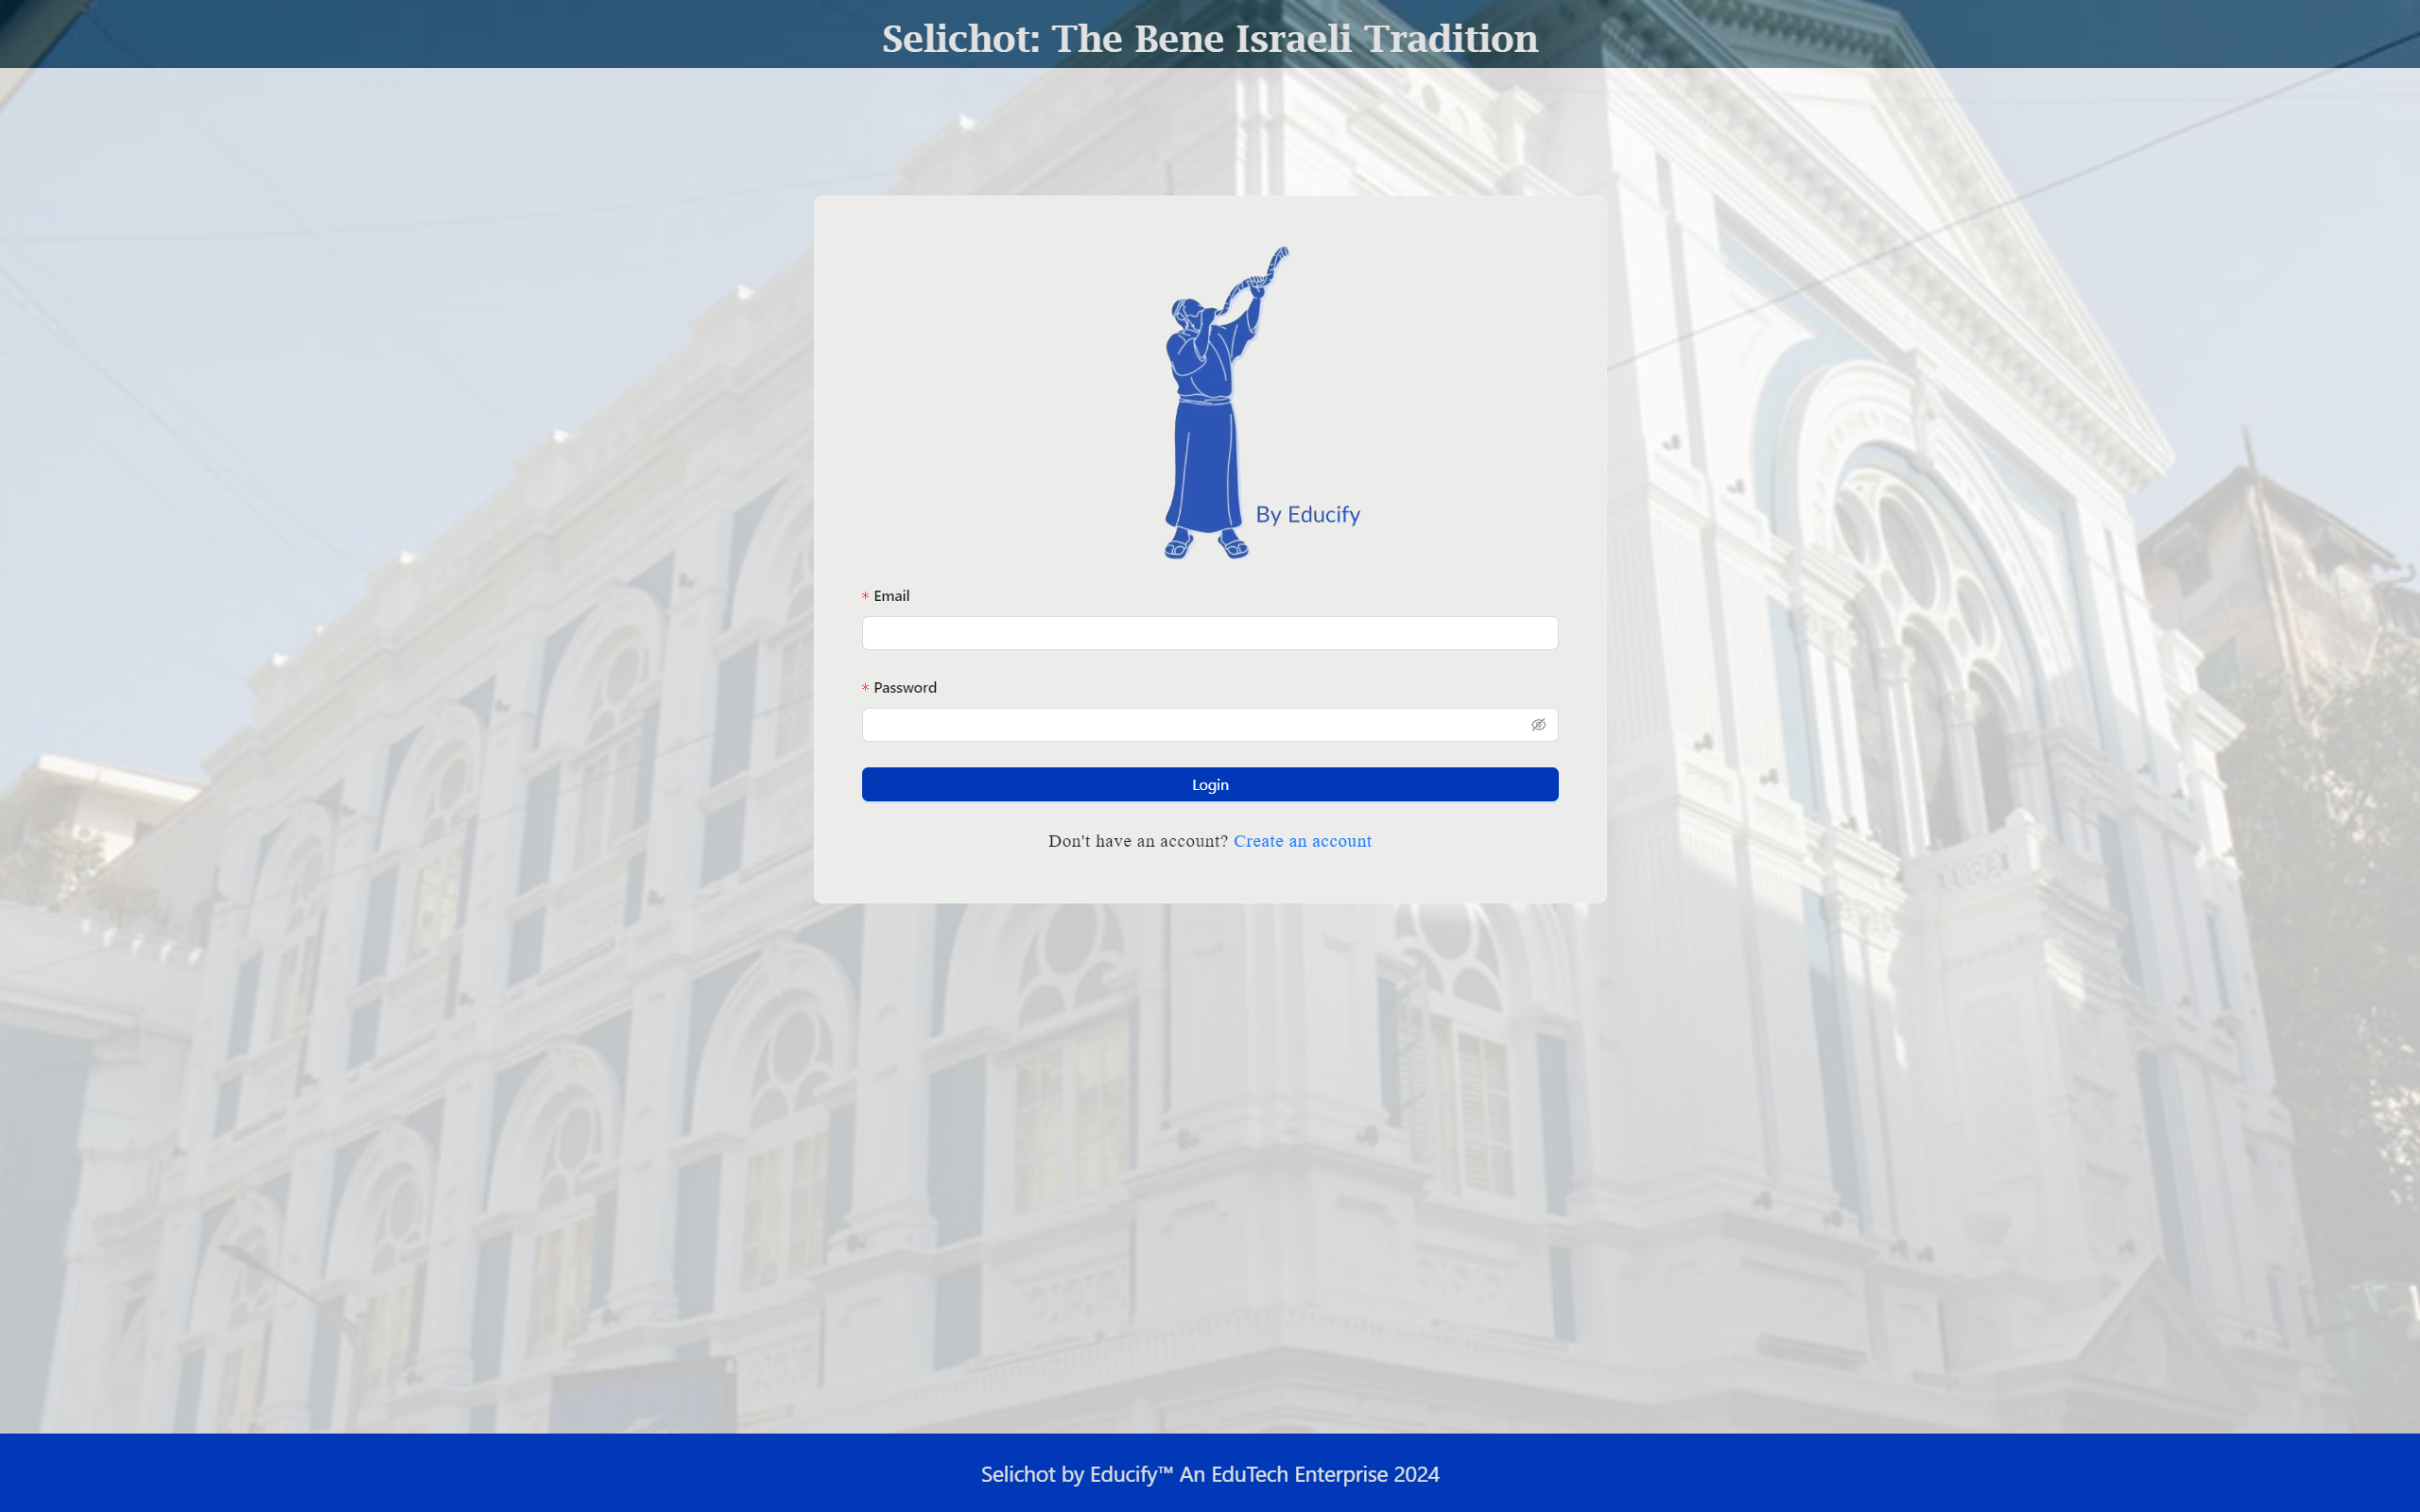 Selichot: The Bene Israeli Tradition
By Educify
* Email
* Password
Login
Don't have an account? Create an account
Selichot by Educify™ An EduTech Enterprise 2024